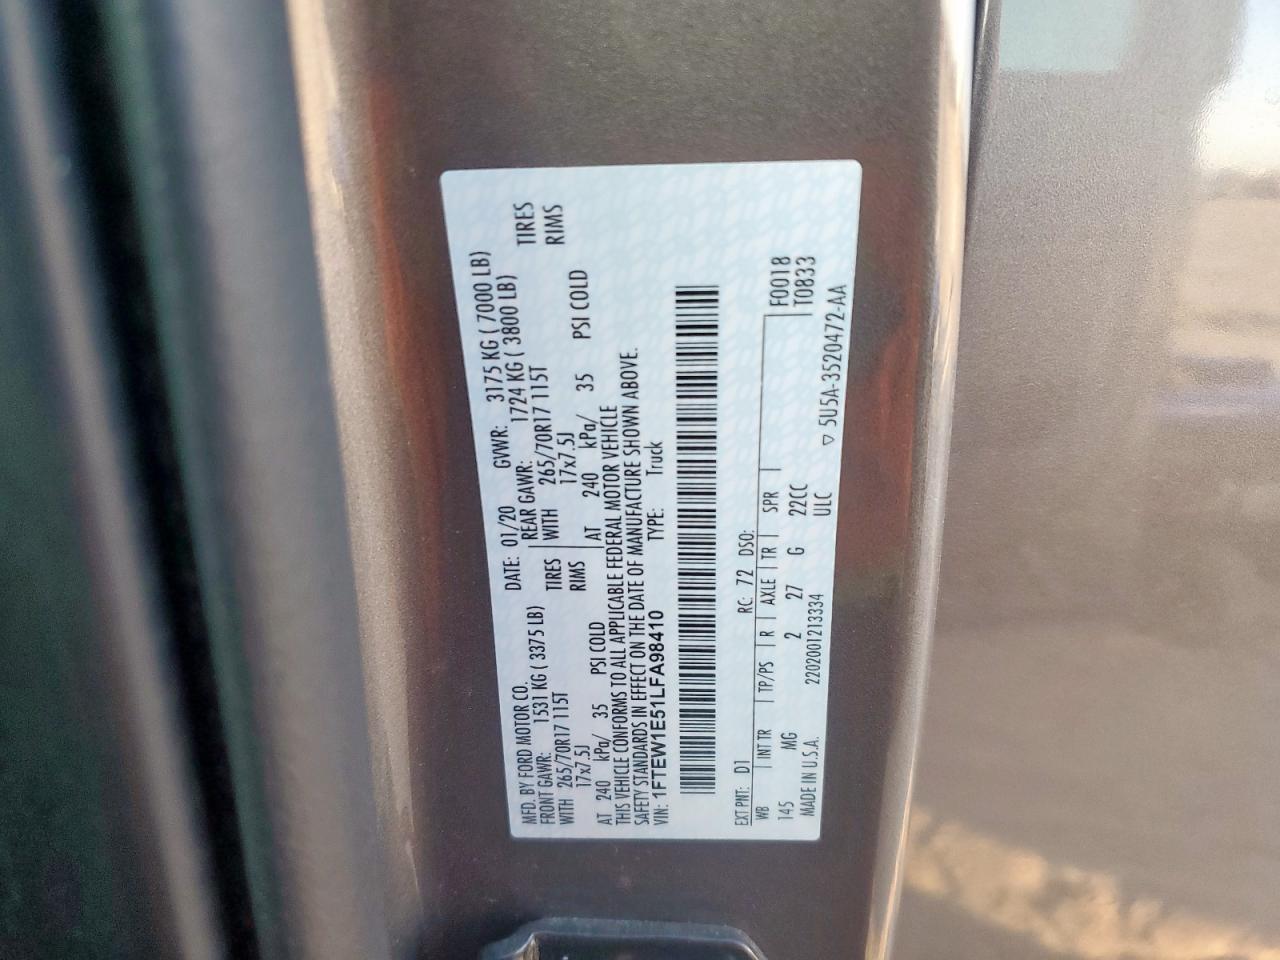 MFD. BY FORD MOTOR CO.
DATE: 01/20 GVWR: 3175 KG ( 7000 LB)
FRONT GAWR: 1531 KG ( 3375 LB) REAR GAWR: 1724 KG ( 3800 LB)
WITH 265/70R17 115T TIRES WITH 265/70R17 115T TIRES
17x7.5J RIMS 17x7.5J RIMS
AT 240 kPa/ 35 PSI COLD AT 240 kPa/ 35 PSI COLD
THIS VEHICLE CONFORMS TO ALL APPLICABLE FEDERAL MOTOR VEHICLE
SAFETY STANDARDS IN EFFECT ON THE DATE OF MANUFACTURE SHOWN ABOVE.
VIN: 1FTEW1E51LFA98410 TYPE: Truck
EXT PNT: D1 RC: 72 DSO:
WB INT TR TP/PS R AXLE TR SPR F0018
145 MG 2 27 G 22CC T0833
MADE IN U.S.A. 2202001213334 ULC ▽ 5U5A-3520472-AA